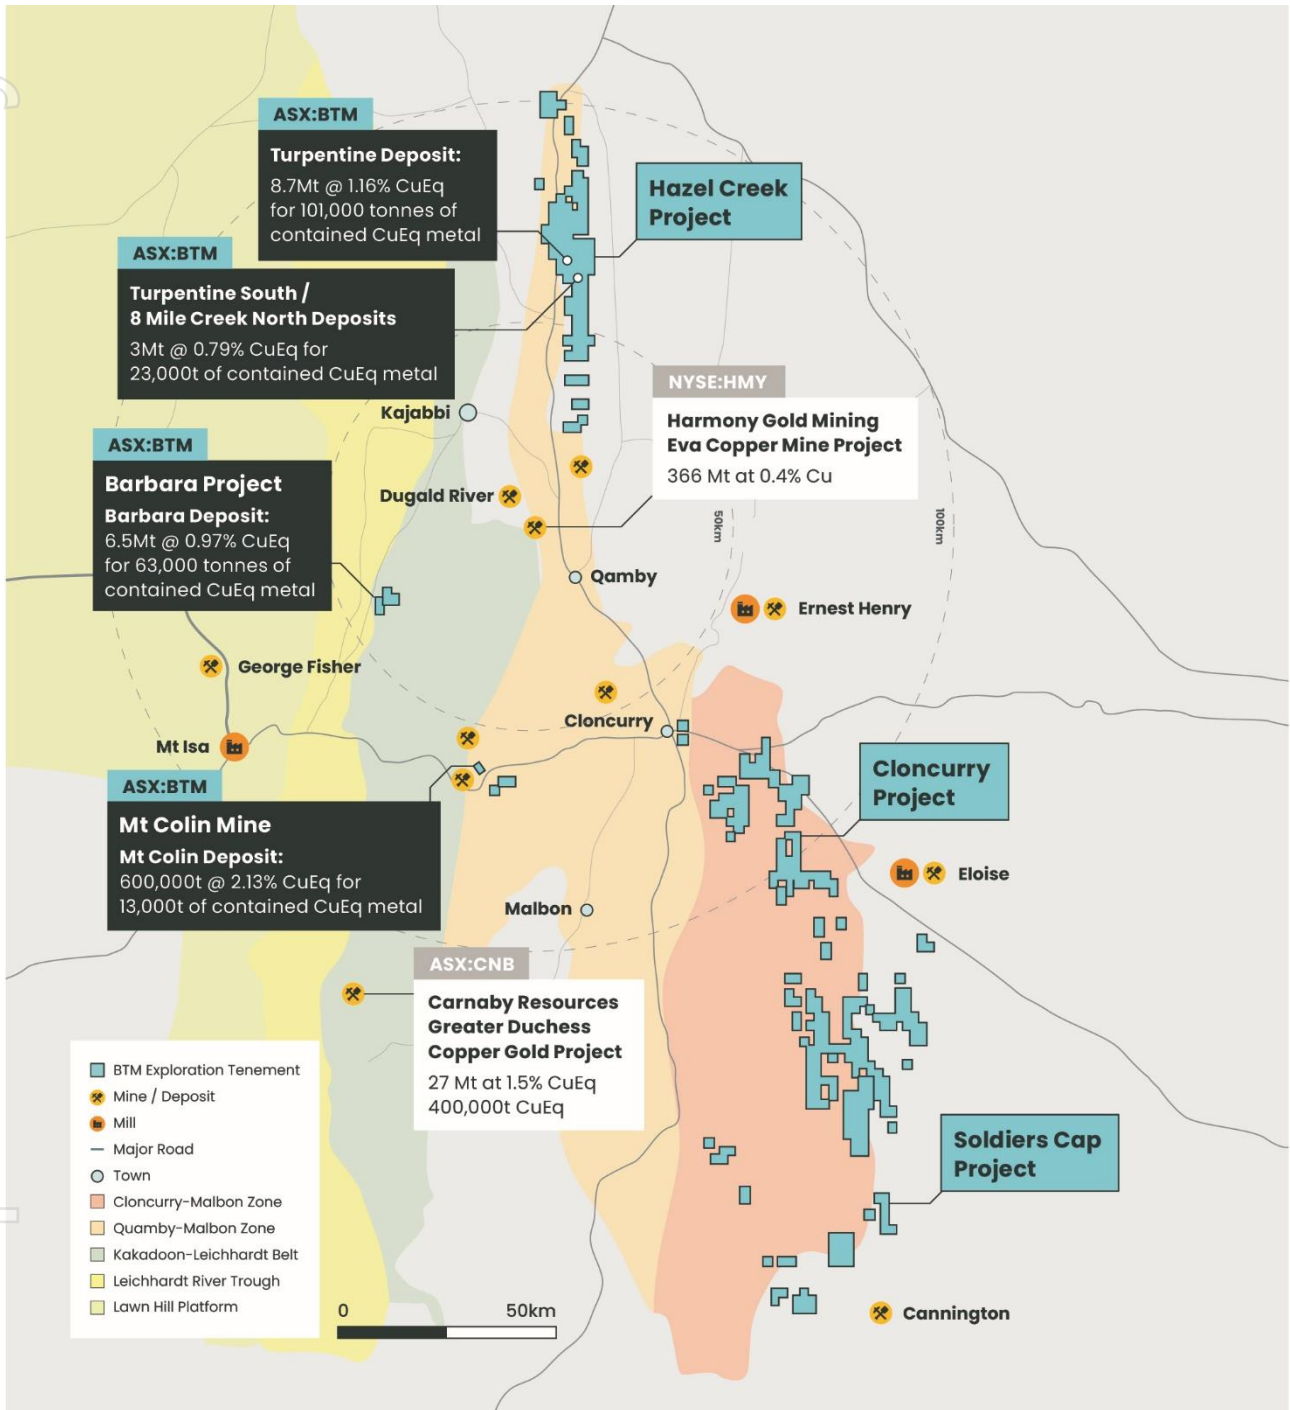 ASX:BTM
Turpentine Deposit:
8.7Mt @ 1.16% CuEq
for 101,000 tonnes of
contained CuEq metal
Hazel Creek
Project
ASX:BTM
Turpentine South /
8 Mile Creek North Deposits
3Mt @ 0.79% CuEq for
23,000t of contained CuEq metal
NYSE:HMY
Harmony Gold Mining
Eva Copper Mine Project
366 Mt at 0.4% Cu
Kajabbi
ASX:BTM
Barbara Project
Barbara Deposit:
6.5Mt @ 0.97% CuEq
for 63,000 tonnes of
contained CuEq metal
Dugald River
50km
100km
Qamby
Ernest Henry
George Fisher
Cloncurry
Mt Isa
ASX:BTM
Mt Colin Mine
Mt Colin Deposit:
600,000t @ 2.13% CuEq for
13,000t of contained CuEq metal
Cloncurry
Project
Eloise
Malbon
ASX:CNB
Carnaby Resources
Greater Duchess
Copper Gold Project
27 Mt at 1.5% CuEq
400,000t CuEq
Soldiers Cap
Project
BTM Exploration Tenement
Mine / Deposit
Mill
Major Road
Town
Cloncurry-Malbon Zone
Quamby-Malbon Zone
Kakadoon-Leichhardt Belt
Leichhardt River Trough
Lawn Hill Platform
0 50km
Cannington